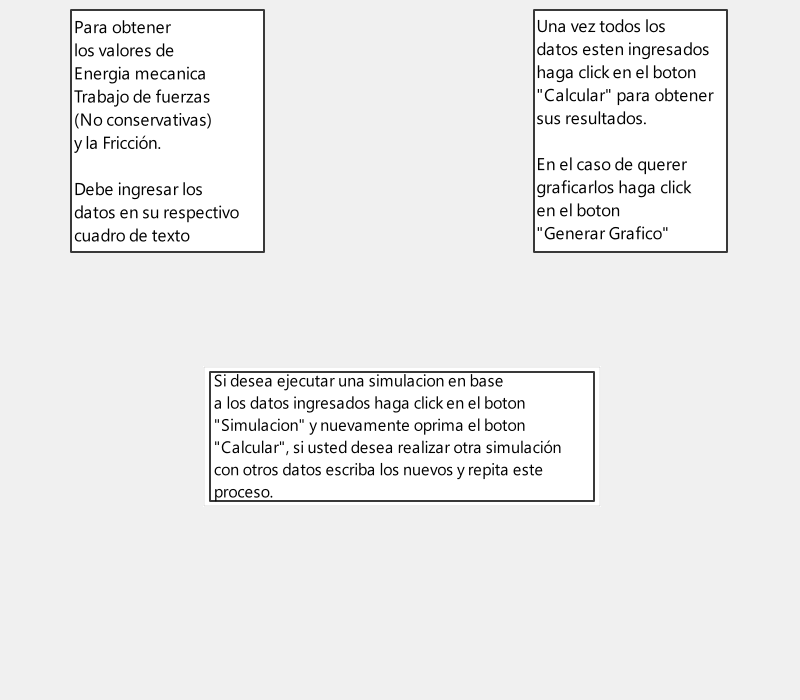 Para obtener
los valores de
Energia mecanica
Trabajo de fuerzas
(No conservativas)
y la Fricción.
Debe ingresar los
datos en su respectivo
cuadro de texto
Una vez todos los
datos esten ingresados
haga click en el boton
"Calcular" para obtener
sus resultados.
En el caso de querer
graficarlos haga click
en el boton
"Generar Grafico"
Si desea ejecutar una simulacion en base
a los datos ingresados haga click en el boton
"Simulacion" y nuevamente oprima el boton
"Calcular", si usted desea realizar otra simulación
con otros datos escriba los nuevos y repita este
proceso.